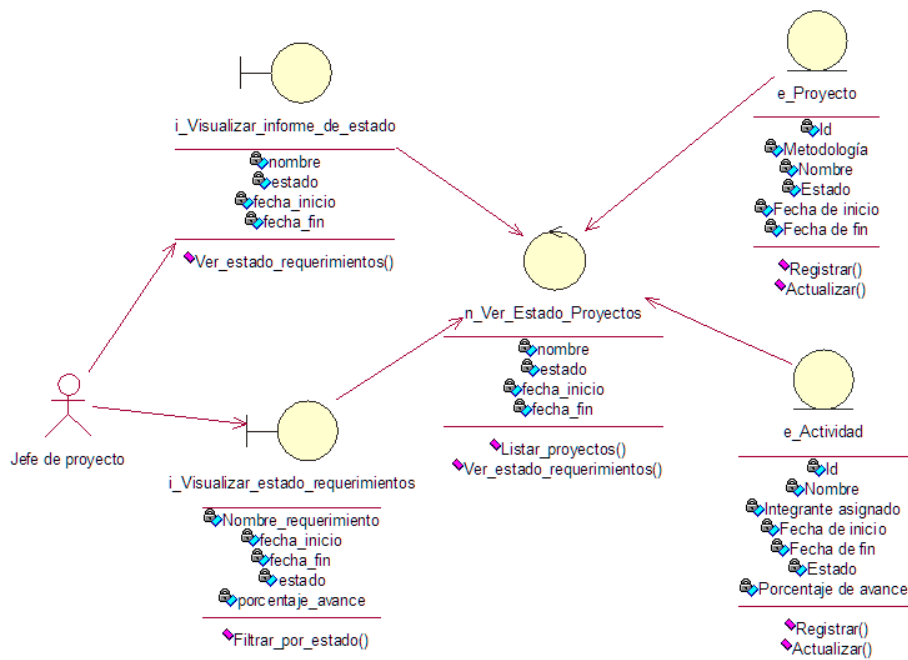 i_Visualizar_informe_de_estado
nombre
estado
fecha_inicio
fecha_fin
Ver_estado_requerimientos()
e_Proyecto
Id
Metodología
Nombre
Estado
Fecha de inicio
Fecha de fin
Registrar()
Actualizar()
n_Ver_Estado_Proyectos
nombre
estado
fecha_inicio
fecha_fin
Listar_proyectos()
Ver_estado_requerimientos()
Jefe de proyecto
i_Visualizar_estado_requerimientos
Nombre_requerimiento
fecha_inicio
fecha_fin
estado
porcentaje_avance
Filtrar_por_estado()
e_Actividad
Id
Nombre
Integrante asignado
Fecha de inicio
Fecha de fin
Estado
Porcentaje de avance
Registrar()
Actualizar()